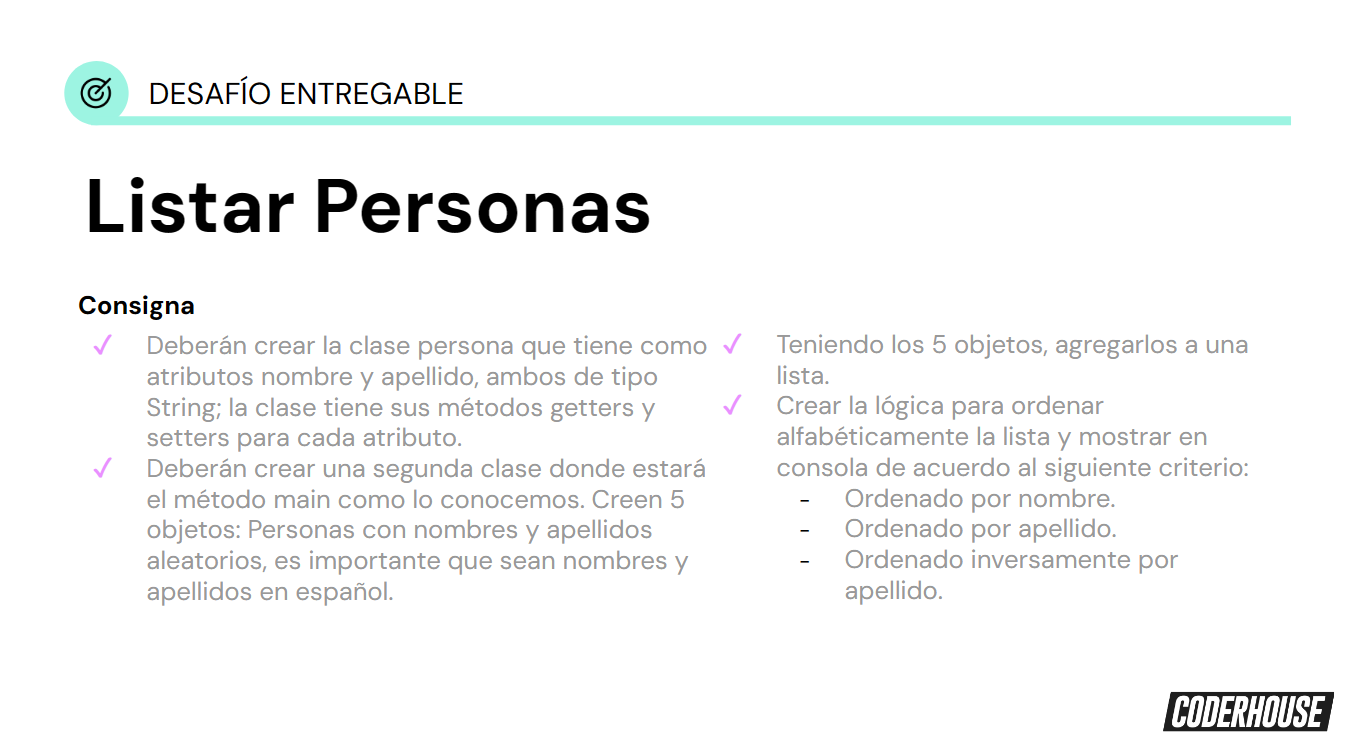 DESAFÍO ENTREGABLE
Listar Personas
Consigna
✓ Deberán crear la clase persona que tiene como
atributos nombre y apellido, ambos de tipo
String; la clase tiene sus métodos getters y
setters para cada atributo.
✓ Deberán crear una segunda clase donde estará
el método main como lo conocemos. Creen 5
objetos: Personas con nombres y apellidos
aleatorios, es importante que sean nombres y
apellidos en español.
✓ Teniendo los 5 objetos, agregarlos a una
lista.
✓ Crear la lógica para ordenar
alfabéticamente la lista y mostrar en
consola de acuerdo al siguiente criterio:
- Ordenado por nombre.
- Ordenado por apellido.
- Ordenado inversamente por
apellido.
CODERHOUSE